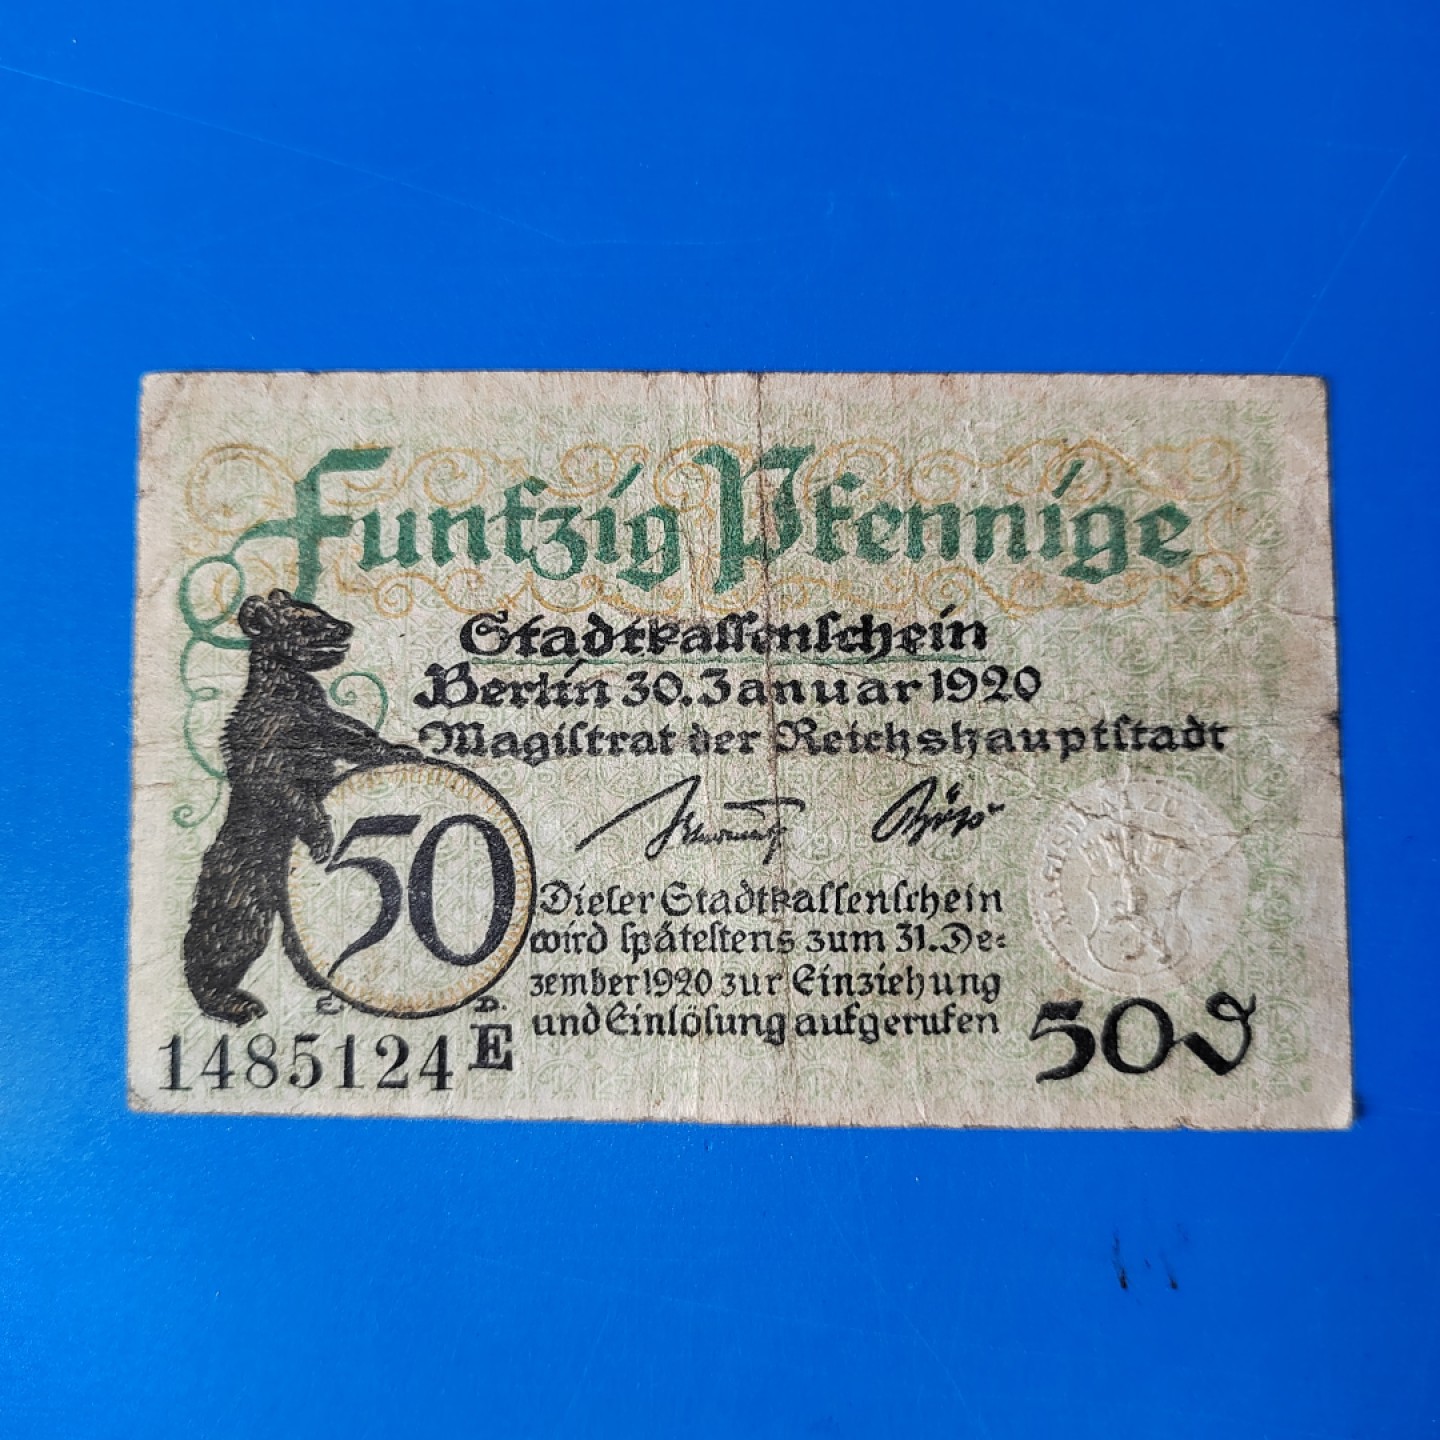 Funfzig Pfennige
Stadtkassenschein
Berlin 30. Januar 1920
Magistrat der Reichshauptstadt
50
Dieser Stadtkassenschein
wird spätestens zum 31. De⸗
zember 1920 zur Einziehung
und Einlösung aufgerufen
1485124 E
50 ₰